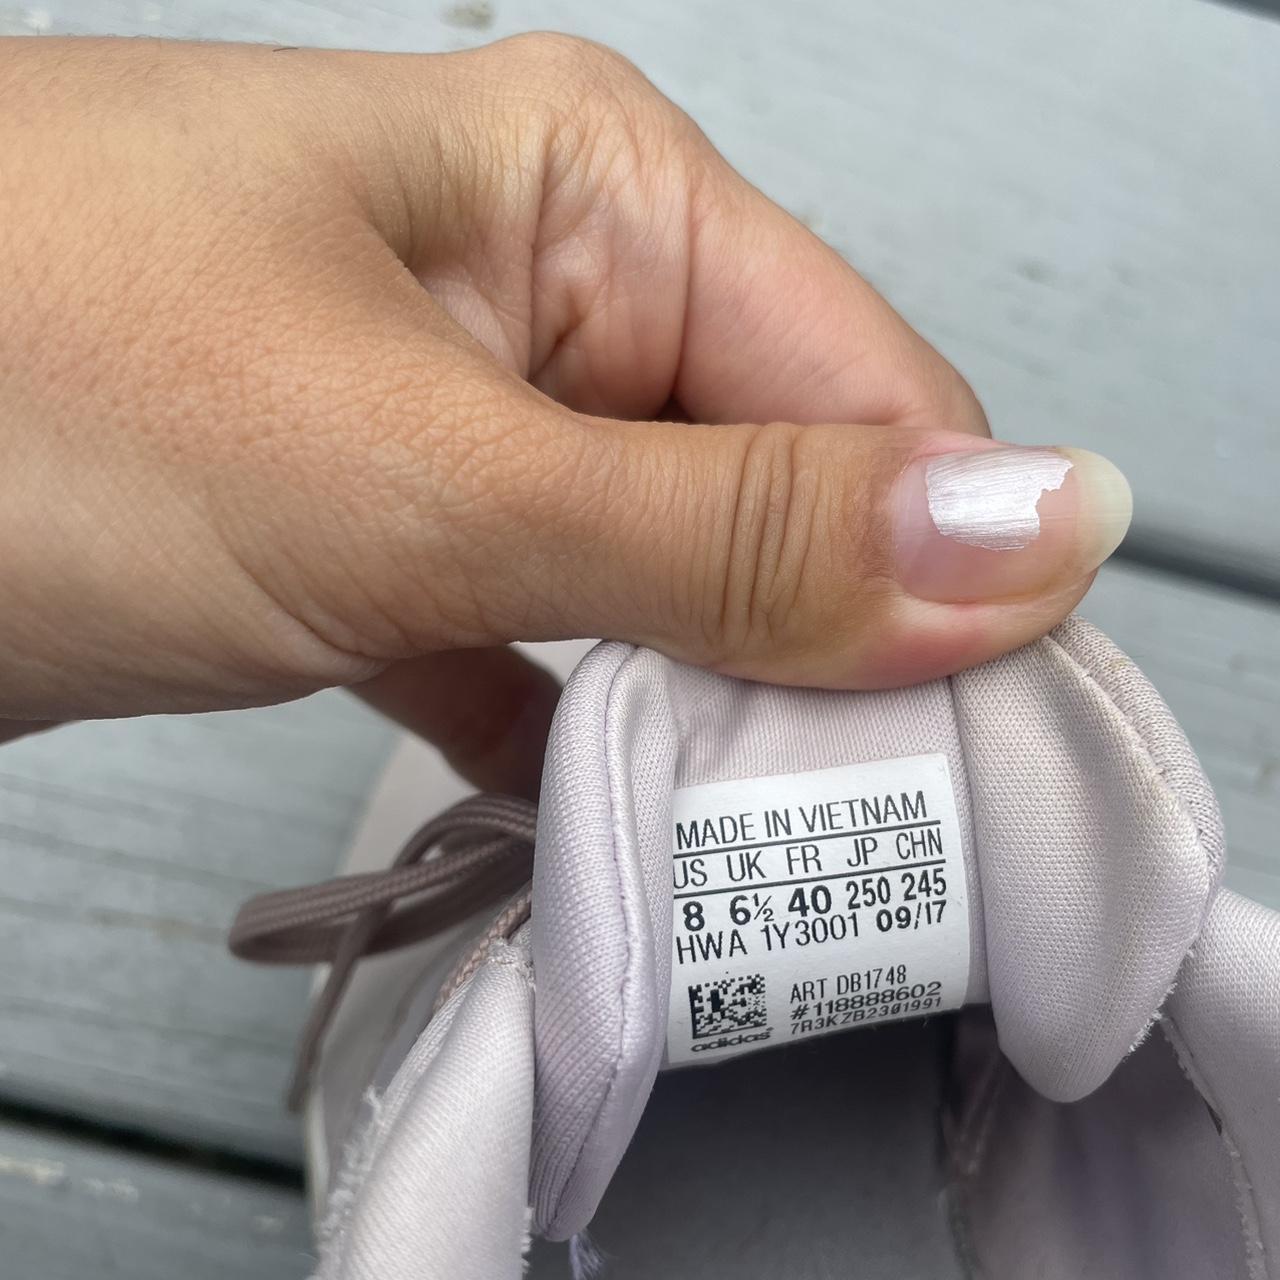 MADE IN VIETNAM
US UK FR JP CHN
8 6½ 40 250 245
HWA 1Y3001 09/17
ART DB1748
#118888602
7R3KZB2301991
adidas